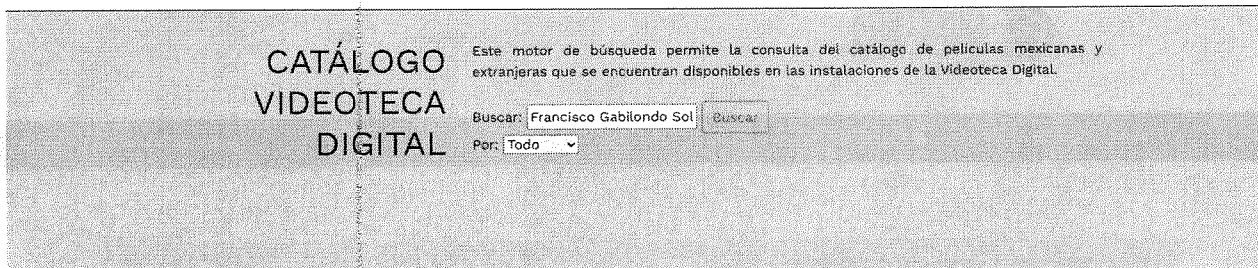 CATÁLOGO
VIDEOTECA
DIGITAL
Este motor de búsqueda permite la consulta del catálogo de películas mexicanas y
extranjeras que se encuentran disponibles en las instalaciones de la Videoteca Digital.
Buscar: Francisco Gabilondo Sol Buscar
Por: Todo